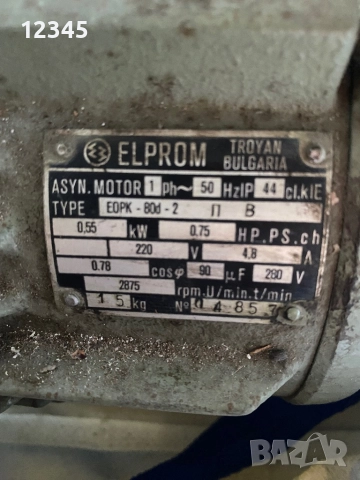 12345
ELPROM TROYAN BULGARIA
ASYN. MOTOR 1 ph~ 50 Hz IP 44 cl.kl E
TYPE EOPK-80d-2 П В
0,55 kW 0,75 HP.PS.ch
220 V 4,8 A
0.78 cosφ 90 µF 280 V
2875 rpm.U/min.t/min
15 kg № 04857
BAZAR